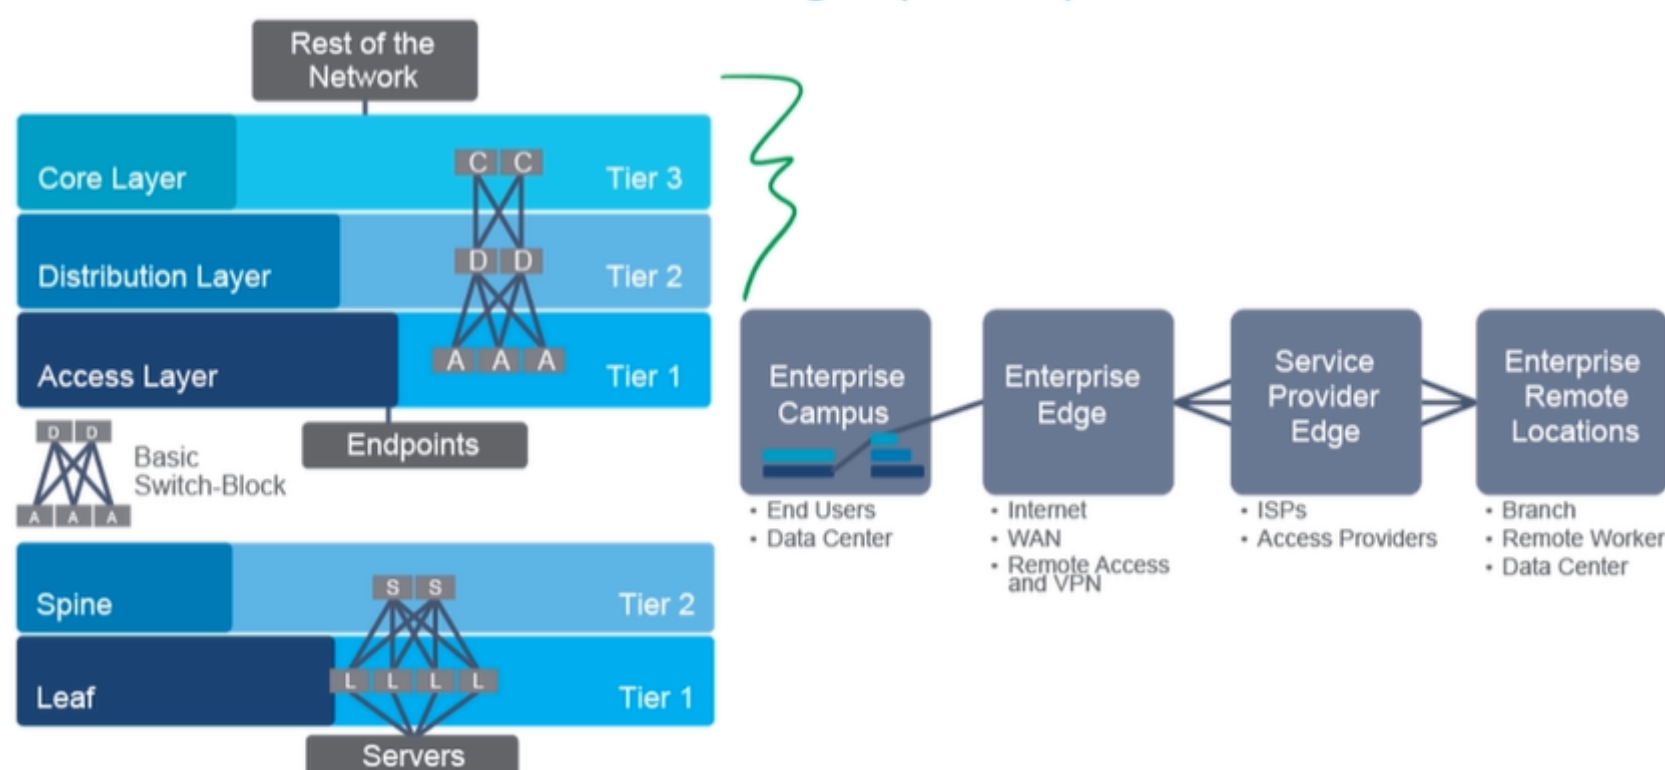 Rest of the
Network
Core Layer
C C
Tier 3
Distribution Layer
D D
Tier 2
Access Layer
A A A
Tier 1
Endpoints
D D
A A A
Basic
Switch-Block
Spine
S S
Tier 2
Leaf
L L L L
Tier 1
Servers
Enterprise
Campus
• End Users
• Data Center
Enterprise
Edge
• Internet
• WAN
• Remote Access
and VPN
Service
Provider
Edge
• ISPs
• Access Providers
Enterprise
Remote
Locations
• Branch
• Remote Worker
• Data Center